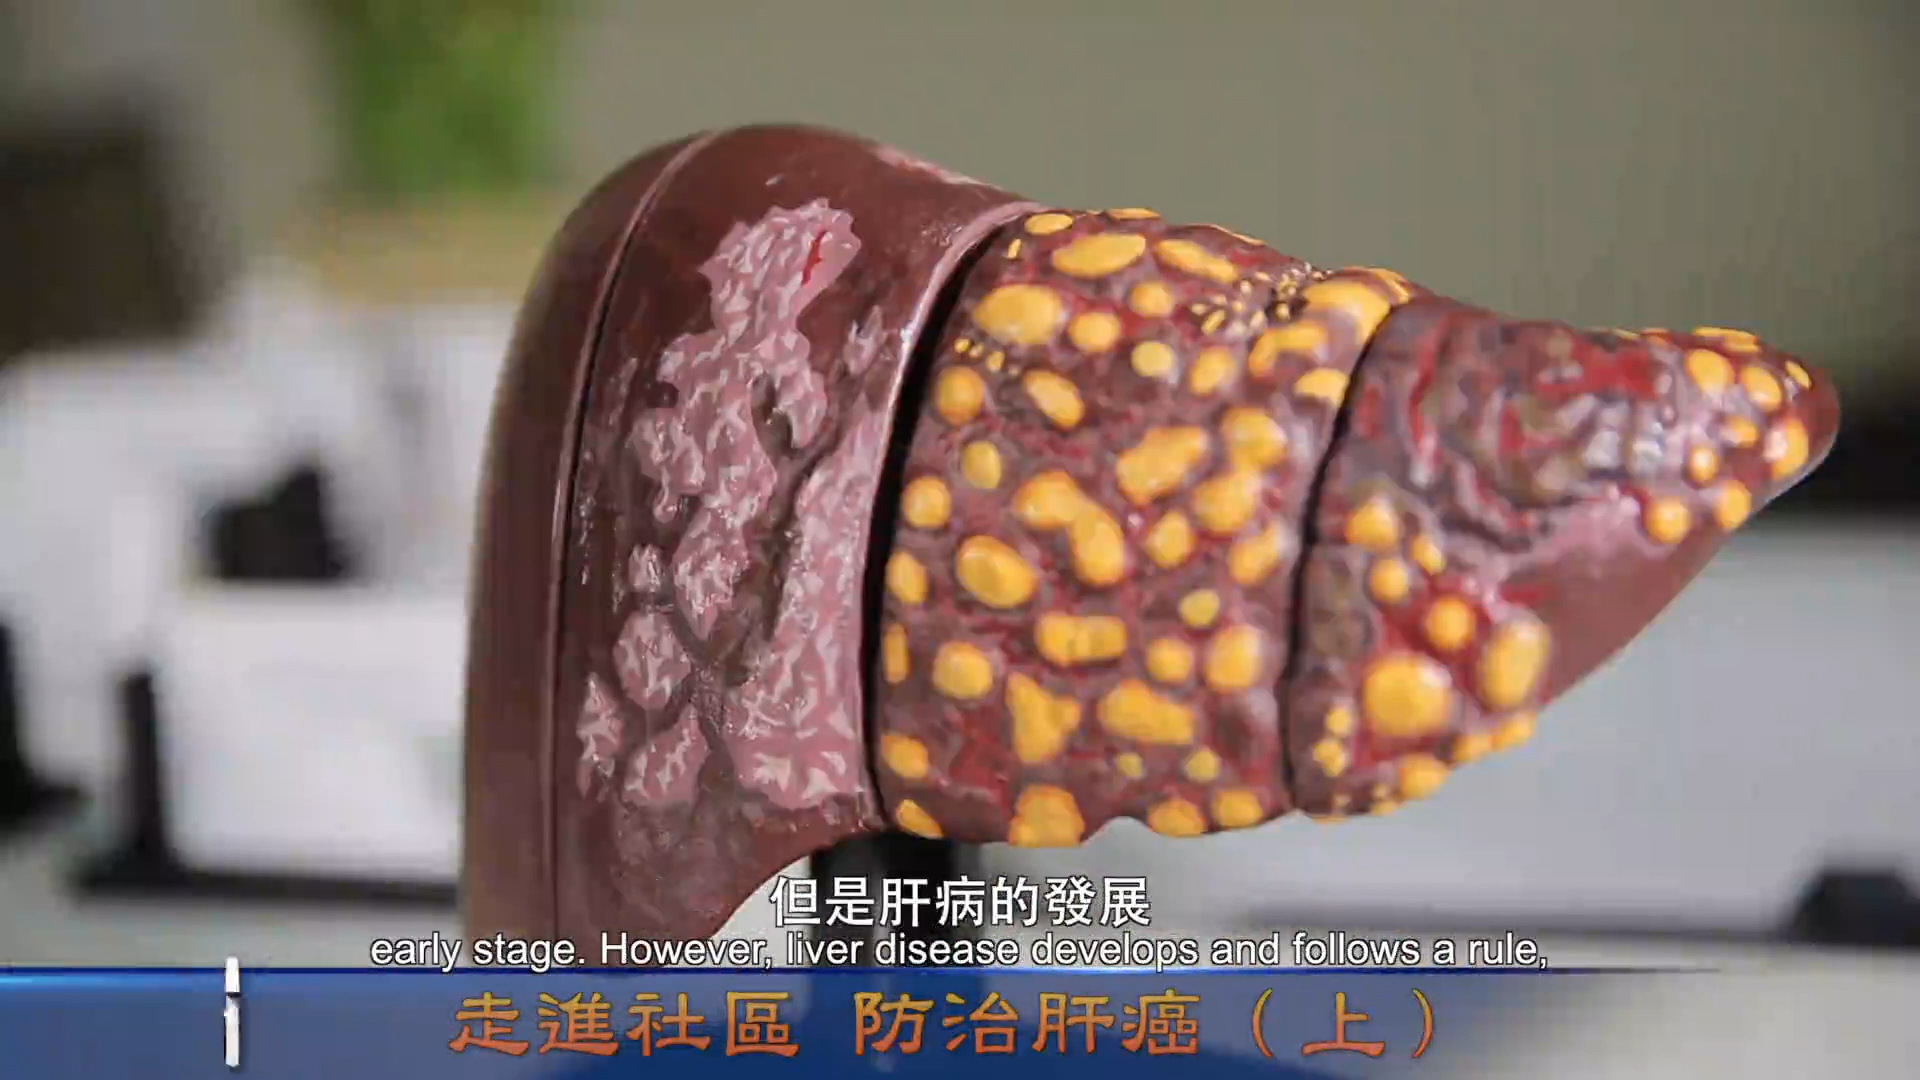 但是肝病的發展
early stage. However, liver disease develops and follows a rule,
走進社區 防治肝癌（上）